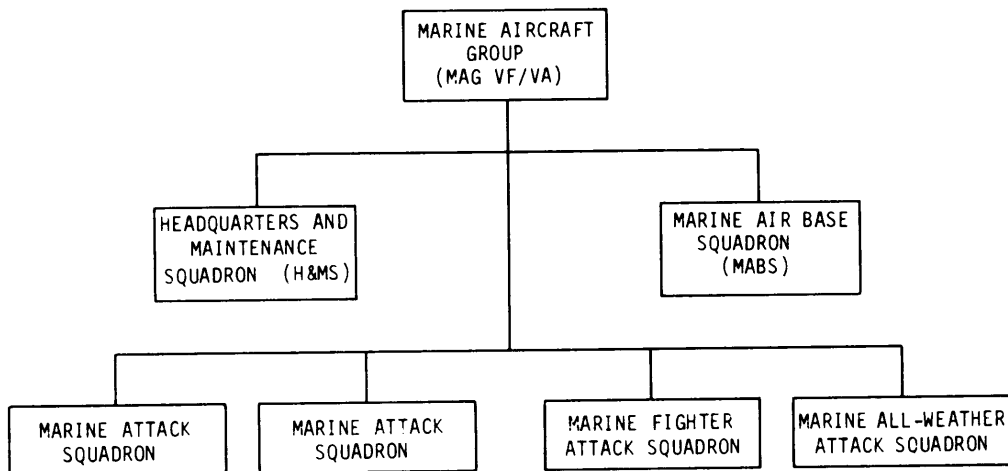 MARINE AIRCRAFT
GROUP
(MAG VF/VA)
HEADQUARTERS AND
MAINTENANCE
SQUADRON (H&MS)
MARINE AIR BASE
SQUADRON
(MABS)
MARINE ATTACK
SQUADRON
MARINE ATTACK
SQUADRON
MARINE FIGHTER
ATTACK SQUADRON
MARINE ALL-WEATHER
ATTACK SQUADRON